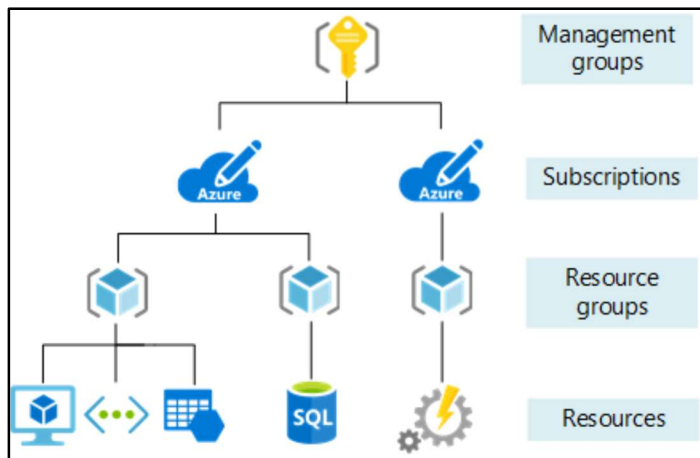 Management
groups
Azure
Azure
Subscriptions
Resource
groups
SQL
Resources